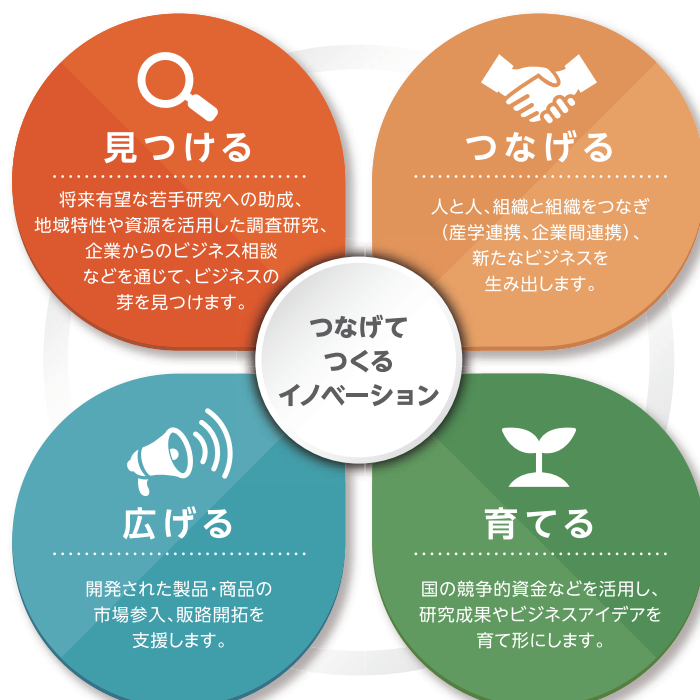 見つける
将来有望な若手研究への助成、
地域特性や資源を活用した調査研究、
企業からのビジネス相談
などを通じて、ビジネスの
芽を見つけます。
つなげる
人と人、組織と組織をつなぎ
（産学連携、企業間連携）、
新たなビジネスを
生み出します。
つなげて
つくる
イノベーション
広げる
開発された製品・商品の
市場参入、販路開拓を
支援します。
育てる
国の競争的資金などを活用し、
研究成果やビジネスアイデアを
育て形にします。